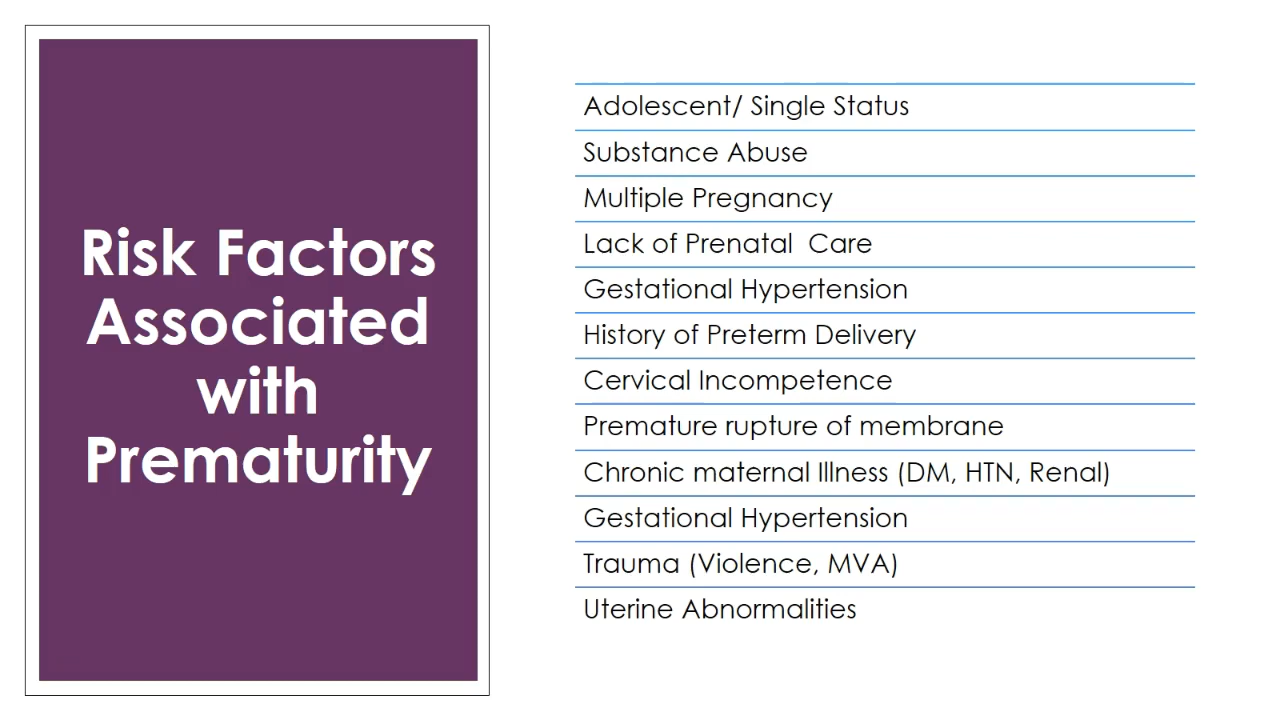 Risk Factors
Associated
with
Prematurity
Adolescent/ Single Status
Substance Abuse
Multiple Pregnancy
Lack of Prenatal  Care
Gestational Hypertension
History of Preterm Delivery
Cervical Incompetence
Premature rupture of membrane
Chronic maternal Illness (DM, HTN, Renal)
Gestational Hypertension
Trauma (Violence, MVA)
Uterine Abnormalities